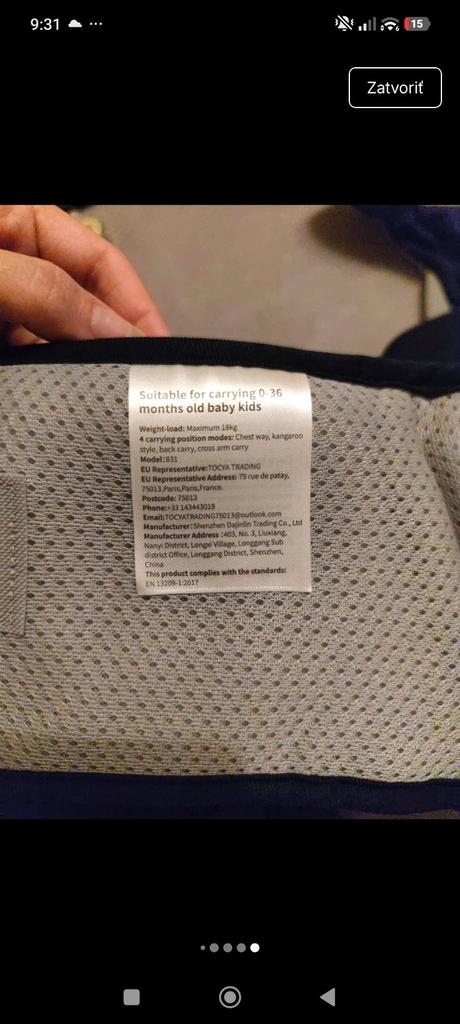 9:31
15
Zatvoriť
Suitable for carrying 0-36
months old baby kids
Weight-load: Maximum 18kg
4 carrying position modes: Chest way, kangaroo
style, back carry, cross arm carry
Model:831
EU Representative:TOCYA TRADING
EU Representative Address: 79 rue de patay,
75013,Paris,Paris,France.
Postcode: 75013
Phone:+33 143443019
Email:TOCYATRADING75013@outlook.com
Manufacturer:Shenzhen Dajinlin Trading Co., Ltd
Manufacturer Address :403, No. 3, Liuxiang,
Nanyi District, Longxi Village, Longgang Sub
district Office, Longgang District, Shenzhen,
China
This product complies with the standards:
EN 13209-1:2017